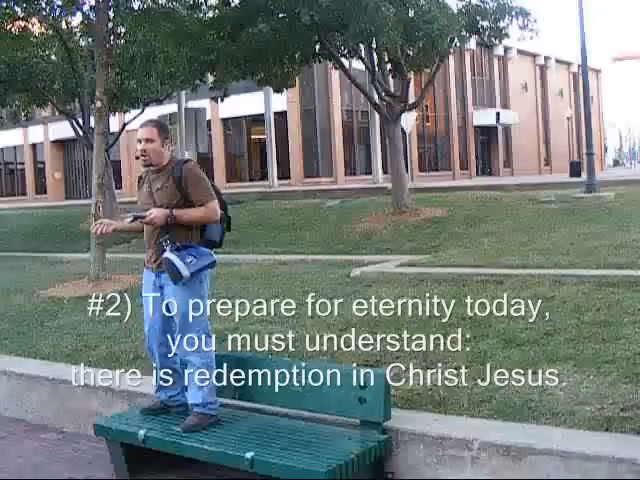 #2) To prepare for eternity today,
you must understand:
there is redemption in Christ Jesus.